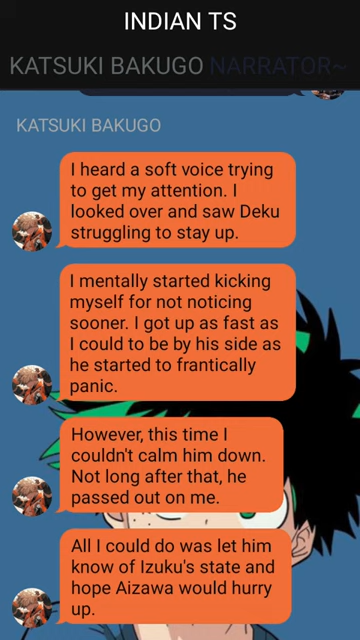 INDIAN TS
KATSUKI BAKUGO NARRATOR~
KATSUKI BAKUGO
I heard a soft voice trying
to get my attention. I
looked over and saw Deku
struggling to stay up.
I mentally started kicking
myself for not noticing
sooner. I got up as fast as
I could to be by his side as
he started to frantically
panic.
However, this time I
couldn't calm him down.
Not long after that, he
passed out on me.
All I could do was let him
know of Izuku's state and
hope Aizawa would hurry
up.